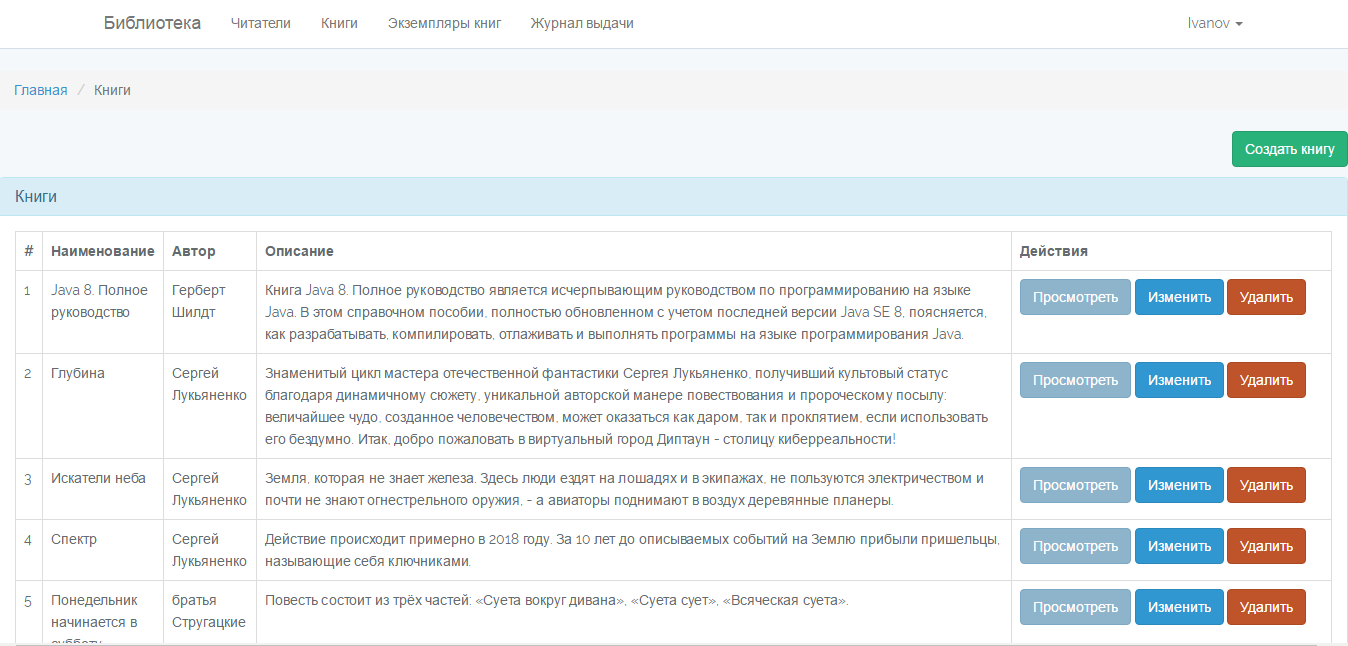 Библиотека Читатели Книги Экземпляры книг Журнал выдачи Ivanov
Главная / Книги
Создать книгу
Книги
# Наименование Автор Описание Действия
1 Java 8. Полное руководство Герберт Шилдт
Книга Java 8. Полное руководство является исчерпывающим руководством по программированию на языке
Java. В этом справочном пособии, полностью обновленном с учетом последней версии Java SE 8, поясняется,
как разрабатывать, компилировать, отлаживать и выполнять программы на языке программирования Java.
Просмотреть Изменить Удалить
2 Глубина Сергей Лукьяненко
Знаменитый цикл мастера отечественной фантастики Сергея Лукьяненко, получивший культовый статус
благодаря динамичному сюжету, уникальной авторской манере повествования и пророческому посылу:
величайшее чудо, созданное человечеством, может оказаться как даром, так и проклятием, если использовать
его бездумно. Итак, добро пожаловать в виртуальный город Диптаун - столицу киберреальности!
Просмотреть Изменить Удалить
3 Искатели неба Сергей Лукьяненко
Земля, которая не знает железа. Здесь люди ездят на лошадях и в экипажах, не пользуются электричеством и
почти не знают огнестрельного оружия, - а авиаторы поднимают в воздух деревянные планеры.
Просмотреть Изменить Удалить
4 Спектр Сергей Лукьяненко
Действие происходит примерно в 2018 году. За 10 лет до описываемых событий на Землю прибыли пришельцы,
называющие себя ключниками.
Просмотреть Изменить Удалить
5 Понедельник начинается в субботу братья Стругацкие
Повесть состоит из трёх частей: «Суета вокруг дивана», «Суета сует», «Всяческая суета».
Просмотреть Изменить Удалить